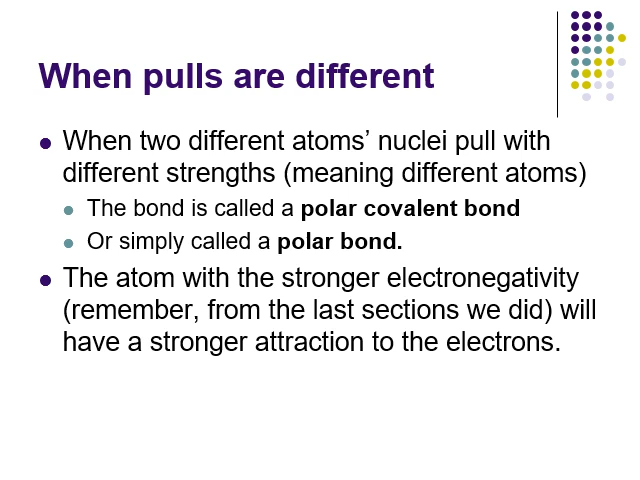 When pulls are different
When two different atoms’ nuclei pull with
different strengths (meaning different atoms)
The bond is called a polar covalent bond
Or simply called a polar bond.
The atom with the stronger electronegativity
(remember, from the last sections we did) will
have a stronger attraction to the electrons.